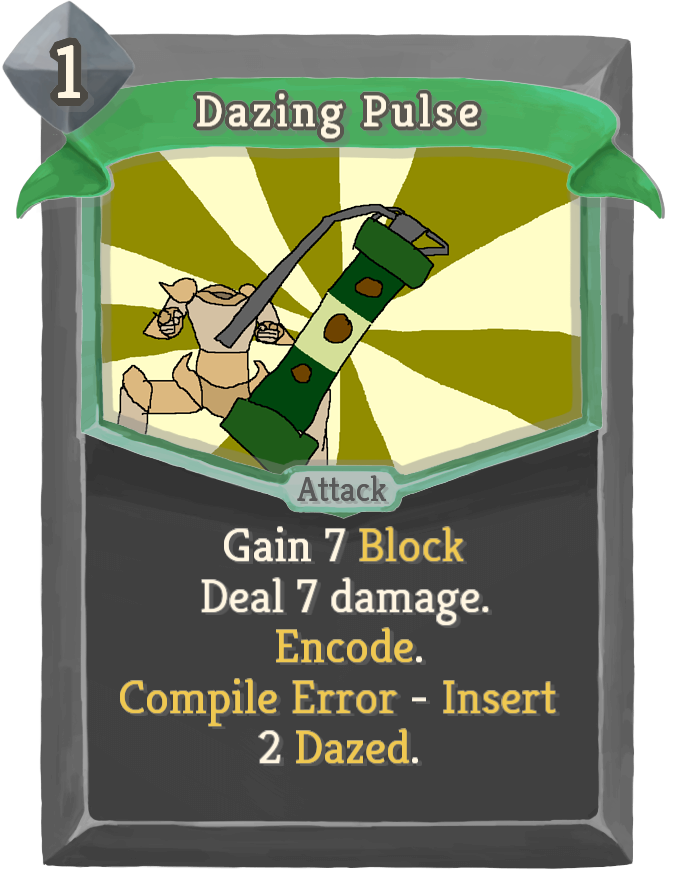 1
Dazing Pulse
Attack
Gain 7 Block
Deal 7 damage.
Encode.
Compile Error - Insert
2 Dazed.